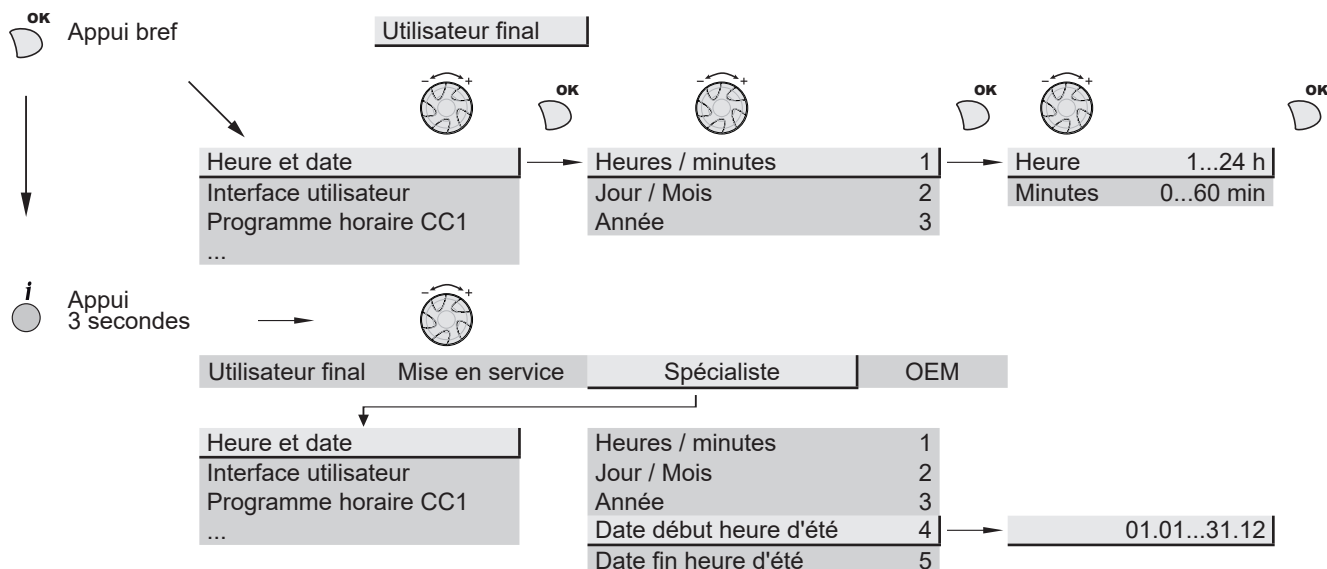 OK
Appui bref
Utilisateur final
- +
OK
- +
OK
- +
OK
Heure et date
Heures / minutes 1
Heure 1...24 h
Interface utilisateur
Jour / Mois 2
Minutes 0...60 min
Programme horaire CC1
Année 3
...
i
Appui
3 secondes
- +
Utilisateur final Mise en service Spécialiste OEM
Heure et date
Heures / minutes 1
Interface utilisateur
Jour / Mois 2
Programme horaire CC1
Année 3
...
Date début heure d'été 4
01.01...31.12
Date fin heure d'été 5